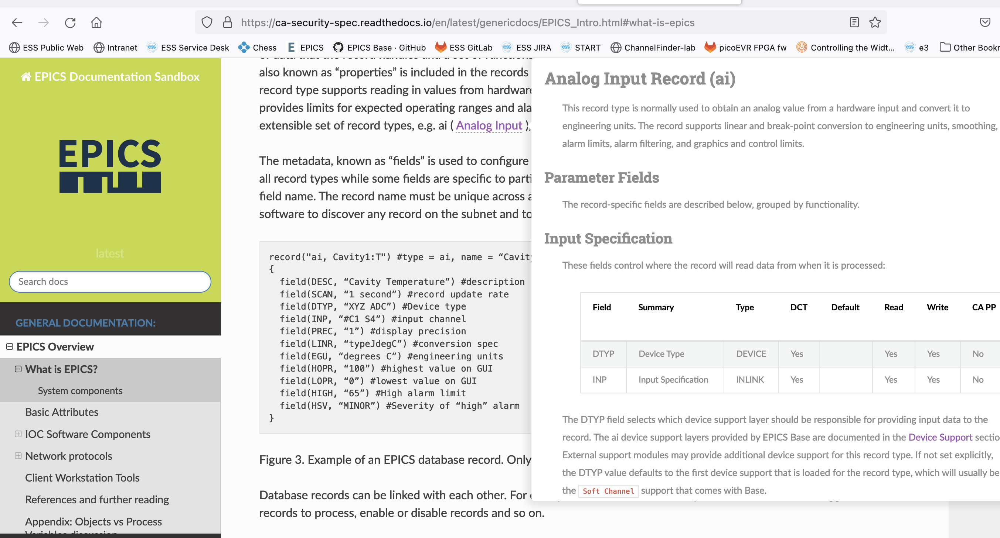 https://ca-security-spec.readthedocs.io/en/latest/genericdocs/EPICS_Intro.html#what-is-epics
ESS Public Web
Intranet
ESS Service Desk
Chess
EPICS
EPICS Base · GitHub
ESS GitLab
ESS JIRA
START
ChannelFinder-lab
picoEVR FPGA fw
Controlling the Widt...
e3
Other Bookr
EPICS Documentation Sandbox
EPICS
latest
Search docs
GENERAL DOCUMENTATION:
EPICS Overview
What is EPICS?
System components
Basic Attributes
IOC Software Components
Network protocols
Client Workstation Tools
References and further reading
Appendix: Objects vs Process
Variables discussion
also known as “properties” is included in the records
record type supports reading in values from hardware
provides limits for expected operating ranges and ala
extensible set of record types, e.g. ai ( Analog Input ),
The metadata, known as “fields” is used to configure
all record types while some fields are specific to parti
field name. The record name must be unique across a
software to discover any record on the subnet and to
record("ai, Cavity1:T") #type = ai, name = “Cavity
{
field(DESC, “Cavity Temperature”) #description
field(SCAN, “1 second”) #record update rate
field(DTYP, “XYZ ADC”) #Device type
field(INP, “#C1 S4”) #input channel
field(PREC, “1”) #display precision
field(LINR, “typeJdegC”) #conversion spec
field(EGU, “degrees C”) #engineering units
field(HOPR, “100”) #highest value on GUI
field(LOPR, “0”) #lowest value on GUI
field(HIGH, “65”) #High alarm limit
field(HSV, “MINOR”) #Severity of “high” alarm
}
Figure 3. Example of an EPICS database record. Only
Database records can be linked with each other. For
records to process, enable or disable records and so on.
Analog Input Record (ai)
This record type is normally used to obtain an analog value from a hardware input and convert it to
engineering units. The record supports linear and break-point conversion to engineering units, smoothing,
alarm limits, alarm filtering, and graphics and control limits.
Parameter Fields
The record-specific fields are described below, grouped by functionality.
Input Specification
These fields control where the record will read data from when it is processed:
Field Summary Type DCT Default Read Write CA PP
DTYP Device Type DEVICE Yes Yes Yes No
INP Input Specification INLINK Yes Yes Yes No
The DTYP field selects which device support layer should be responsible for providing input data to the
record. The ai device support layers provided by EPICS Base are documented in the Device Support sectio
External support modules may provide additional device support for this record type. If not set explicitly,
the DTYP value defaults to the first device support that is loaded for the record type, which will usually be
the Soft Channel support that comes with Base.